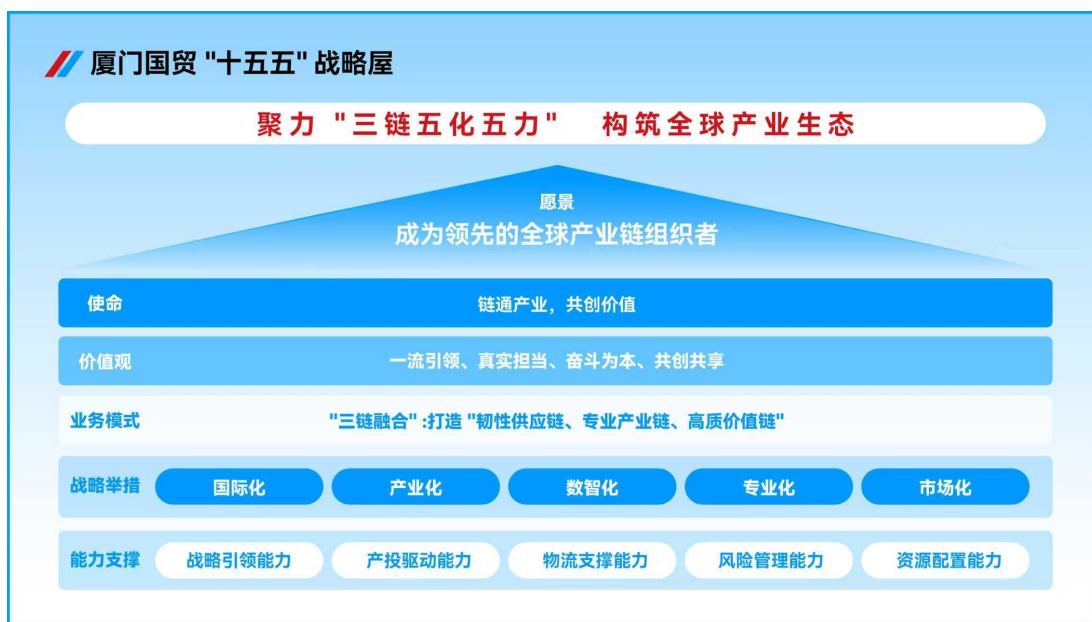 厦门国贸 "十五五" 战略屋
聚力 "三链五化五力" 构筑全球产业生态
愿景
成为领先的全球产业链组织者
使命 链通产业，共创价值
价值观 一流引领、真实担当、奋斗为本、共创共享
业务模式 "三链融合" :打造 "韧性供应链、专业产业链、高质价值链"
战略举措 国际化 产业化 数智化 专业化 市场化
能力支撑 战略引领能力 产投驱动能力 物流支撑能力 风险管理能力 资源配置能力